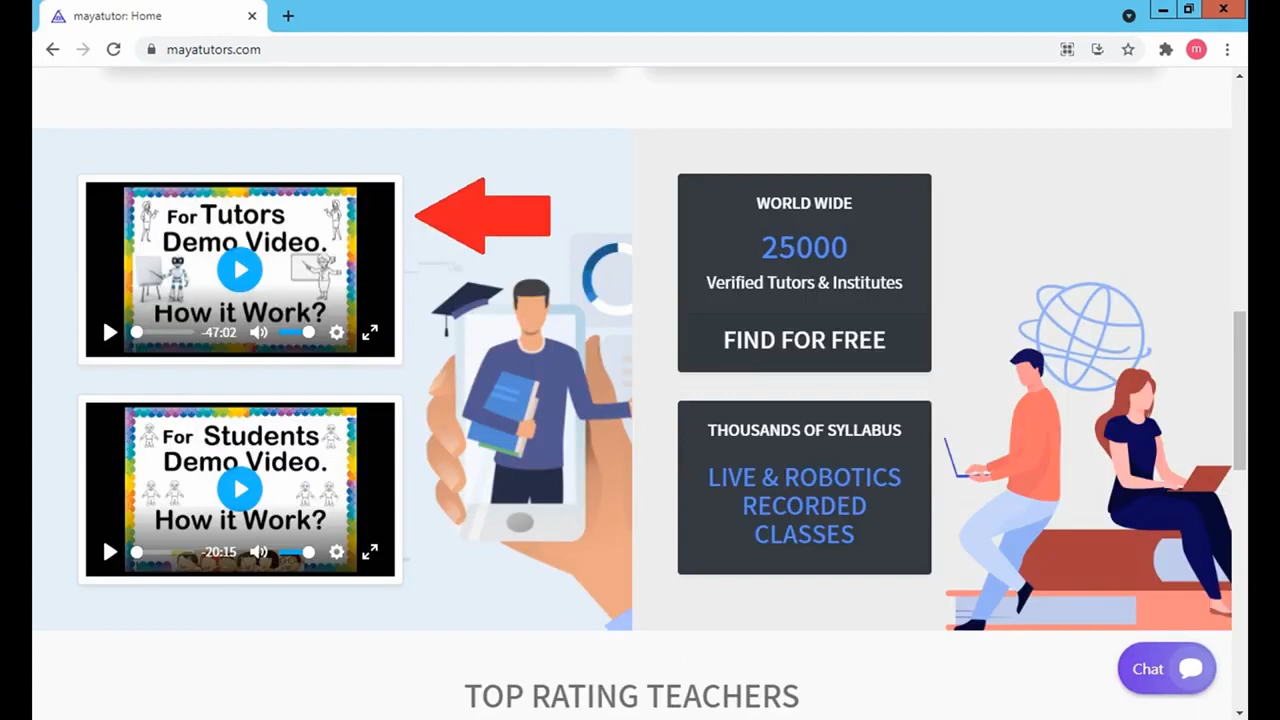 mayatutor: Home
mayatutors.com
m
For Tutors
Demo Video.
How it Work?
-47:02
For Students
Demo Video.
How it Work?
-20:15
WORLD WIDE
25000
Verified Tutors & Institutes
FIND FOR FREE
THOUSANDS OF SYLLABUS
LIVE & ROBOTICS
RECORDED
CLASSES
Chat
TOP RATING TEACHERS